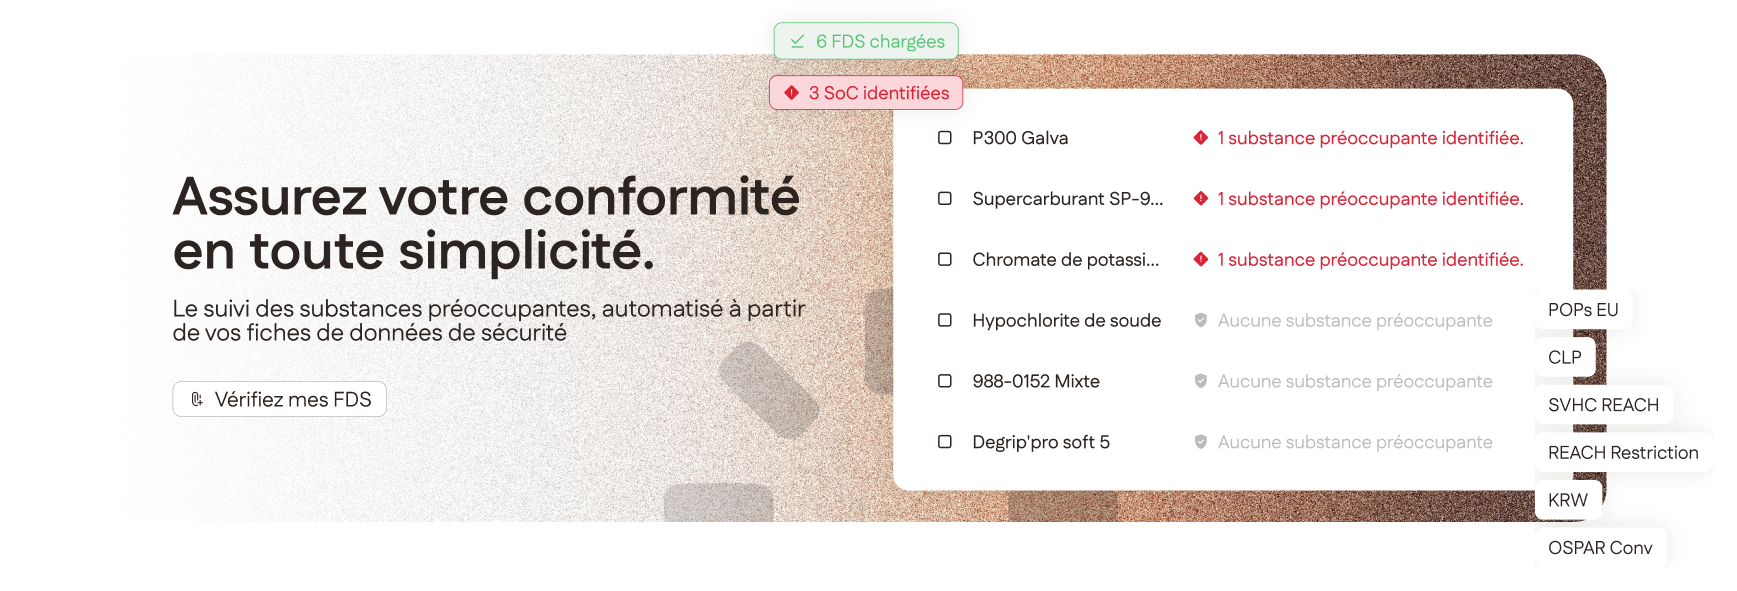 6 FDS chargées
3 SoC identifiées
Assurez votre conformité
en toute simplicité.
Le suivi des substances préoccupantes, automatisé à partir
de vos fiches de données de sécurité
Vérifiez mes FDS
P300 Galva
1 substance préoccupante identifiée.
Supercarburant SP-9...
1 substance préoccupante identifiée.
Chromate de potassi...
1 substance préoccupante identifiée.
Hypochlorite de soude
Aucune substance préoccupante
988-0152 Mixte
Aucune substance préoccupante
Degrip'pro soft 5
Aucune substance préoccupante
POPs EU
CLP
SVHC REACH
REACH Restriction
KRW
OSPAR Conv